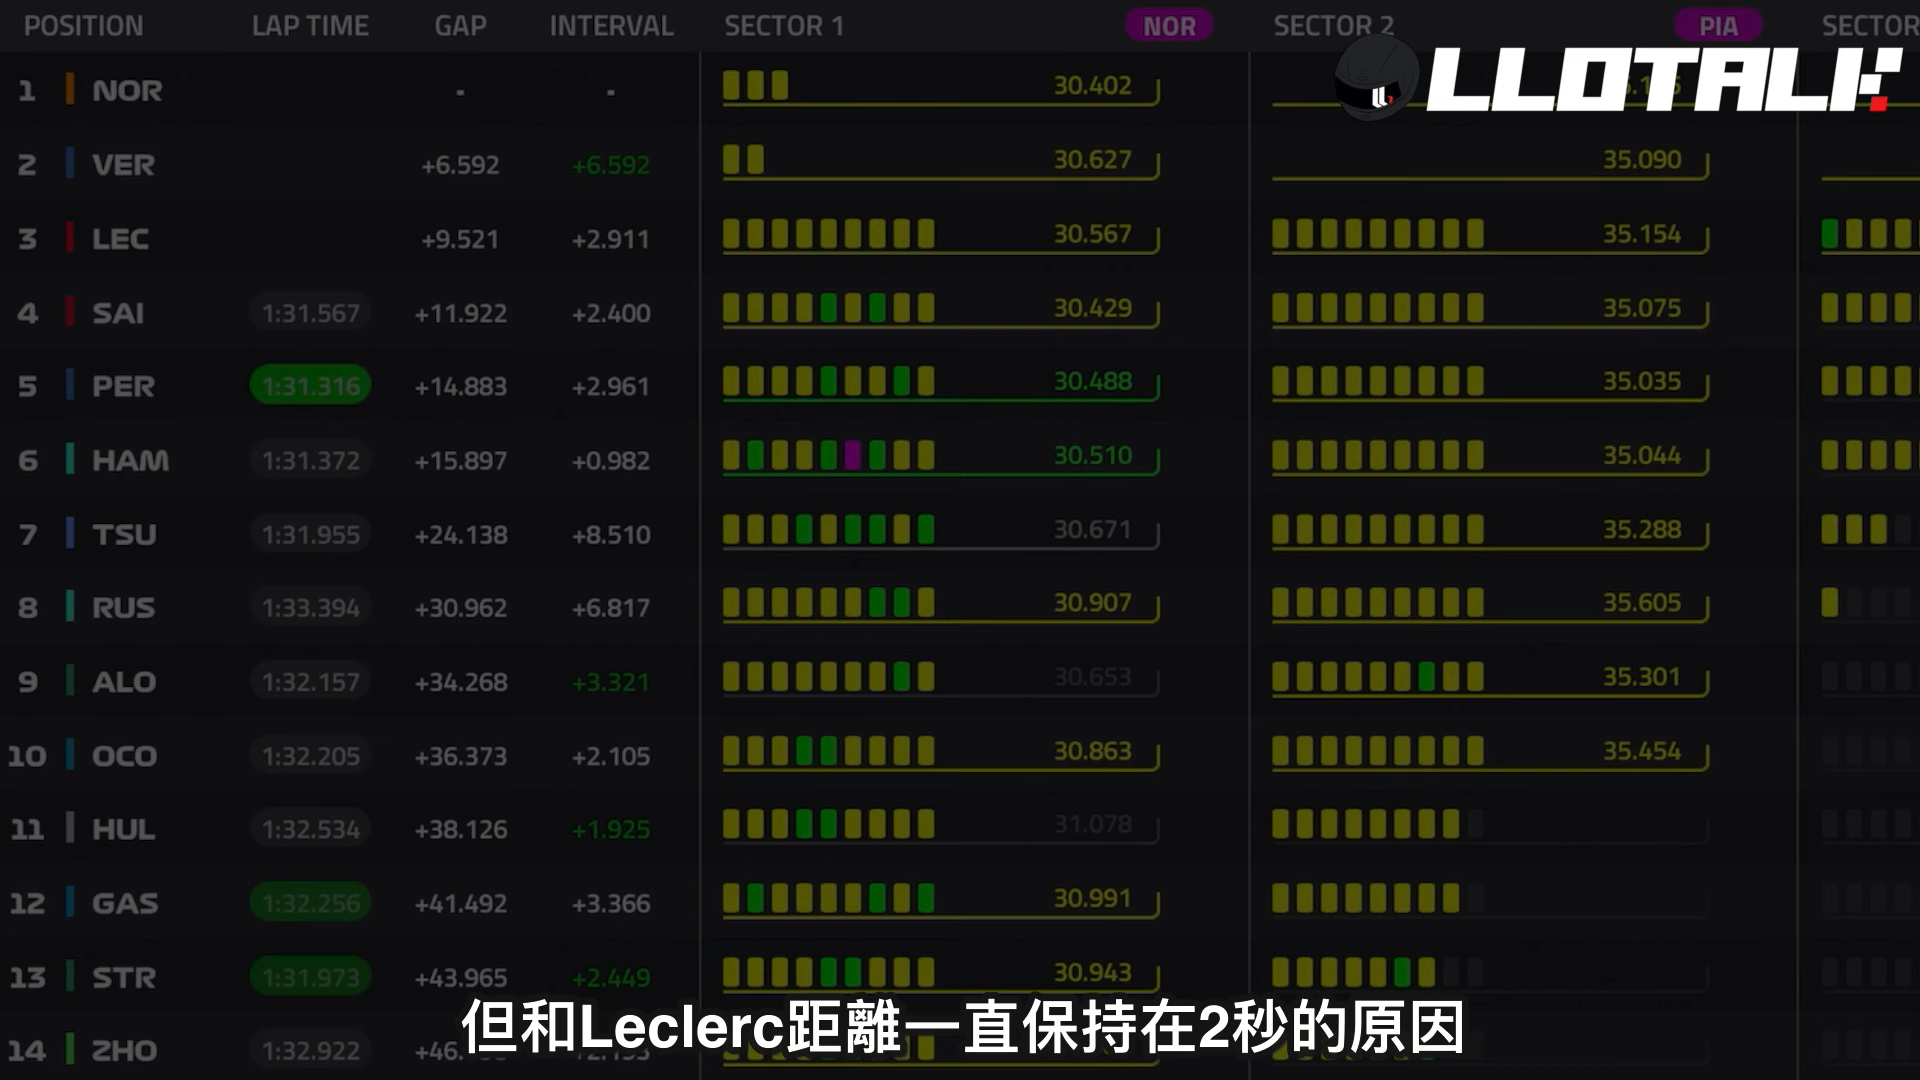 POSITION LAP TIME GAP INTERVAL SECTOR 1 NOR SECTOR 2 PIA SECTOR
LLOTALK
1 NOR - - 30.402
2 VER +6.592 +6.592 30.627 35.090
3 LEC +9.521 +2.911 30.567 35.154
4 SAI 1:31.567 +11.922 +2.400 30.429 35.075
5 PER 1:31.316 +14.883 +2.961 30.488 35.035
6 HAM 1:31.372 +15.897 +0.982 30.510 35.044
7 TSU 1:31.955 +24.138 +8.510 30.671 35.288
8 RUS 1:33.394 +30.962 +6.817 30.907 35.605
9 ALO 1:32.157 +34.268 +3.321 30.653 35.301
10 OCO 1:32.205 +36.373 +2.105 30.863 35.454
11 HUL 1:32.534 +38.126 +1.925 31.078
12 GAS 1:32.256 +41.492 +3.366 30.991
13 STR 1:31.973 +43.965 +2.449 30.943
14 ZHO 1:32.922
但和Leclerc距離一直保持在2秒的原因